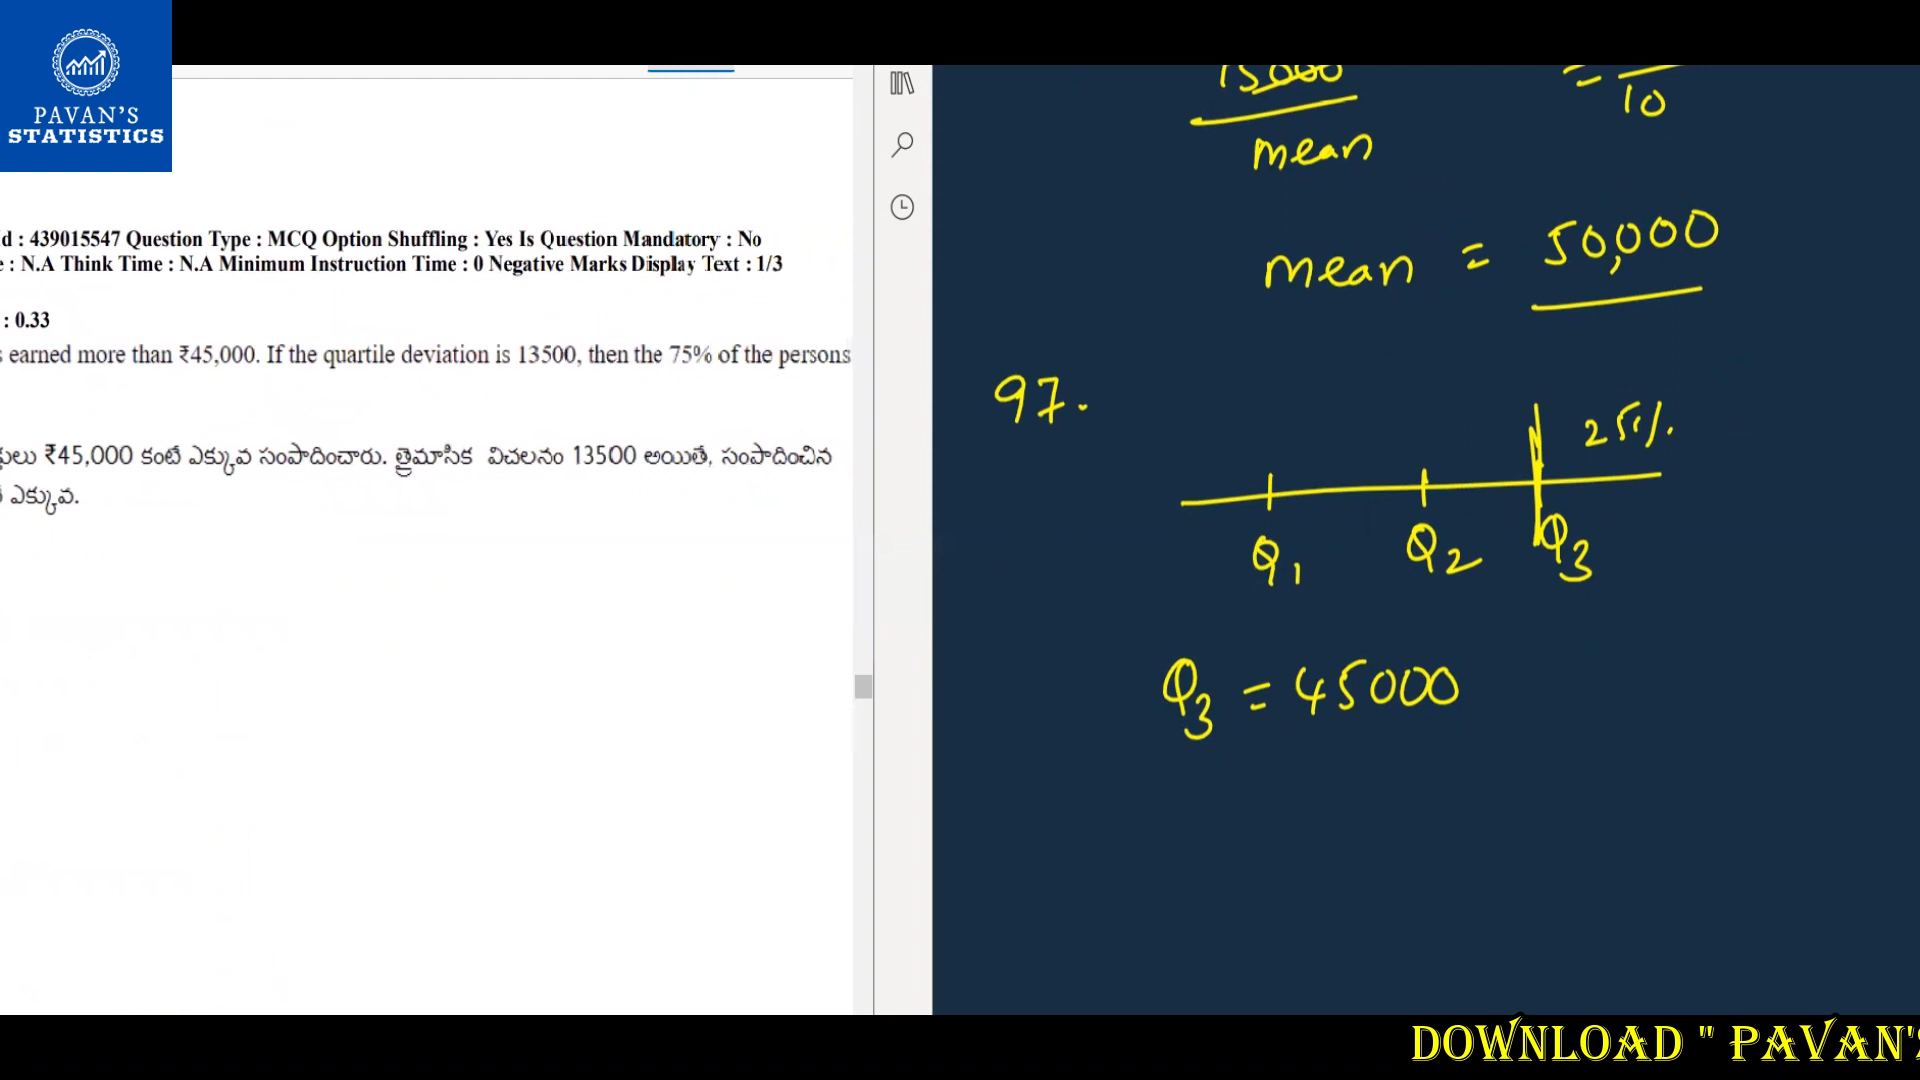 PAVAN'S
STATISTICS
d : 439015547 Question Type : MCQ Option Shuffling : Yes Is Question Mandatory : No
e : N.A Think Time : N.A Minimum Instruction Time : 0 Negative Marks Display Text : 1/3
: 0.33
s earned more than ₹45,000. If the quartile deviation is 13500, then the 75% of the persons
₹45,000 కంటే ఎక్కువ సంపాదించారు. త్రైమాసిక విచలనం 13500 అయితే, సంపాదించిన
ఎక్కువ.
15000
mean
=
10
mean = 50,000
97.
25%.
Q1 Q2 Q3
Q3 = 45000
DOWNLOAD " PAVAN'S